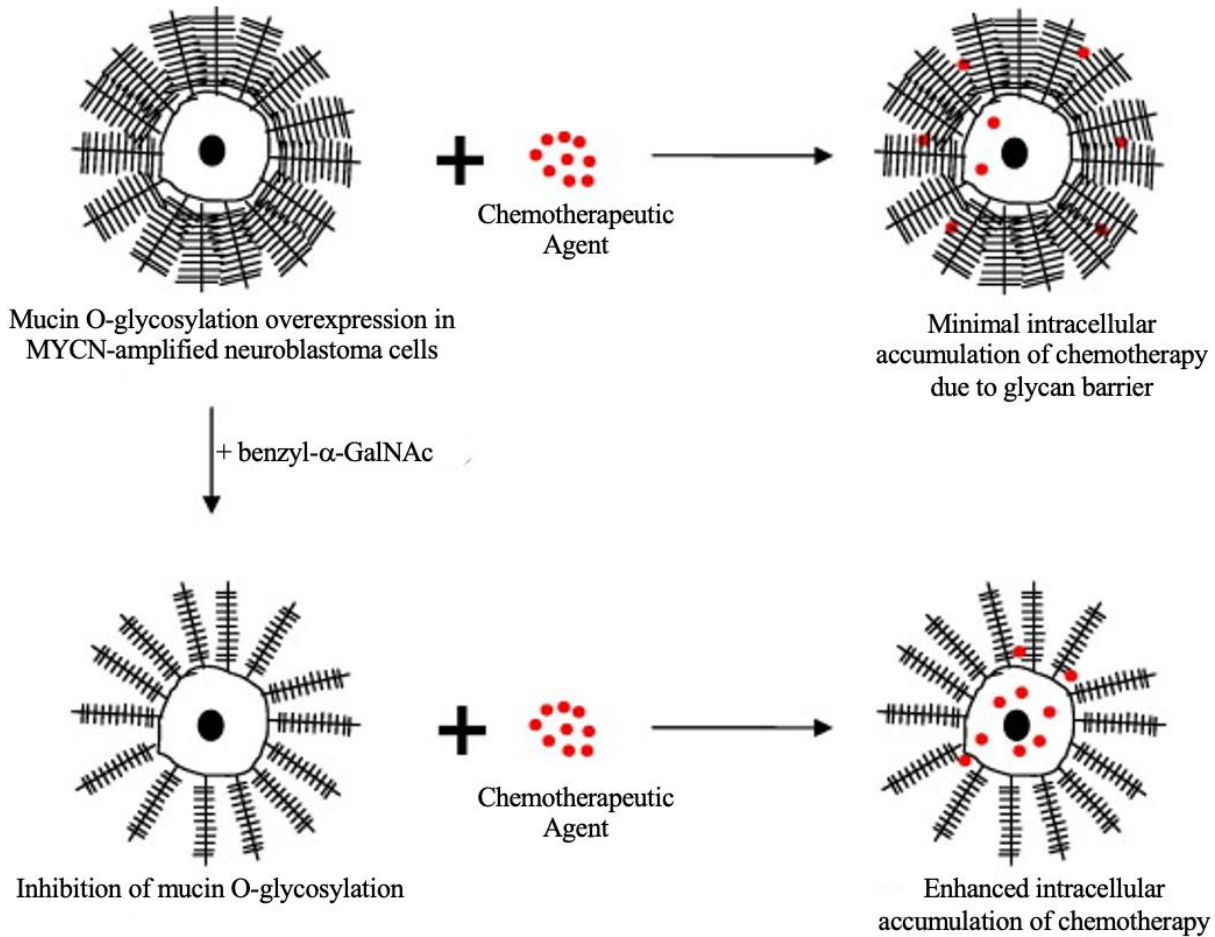 Chemotherapeutic
Agent
Mucin O-glycosylation overexpression in
MYCN-amplified neuroblastoma cells
Minimal intracellular
accumulation of chemotherapy
due to glycan barrier
+ benzyl-α-GalNAc
Chemotherapeutic
Agent
Inhibition of mucin O-glycosylation
Enhanced intracellular
accumulation of chemotherapy